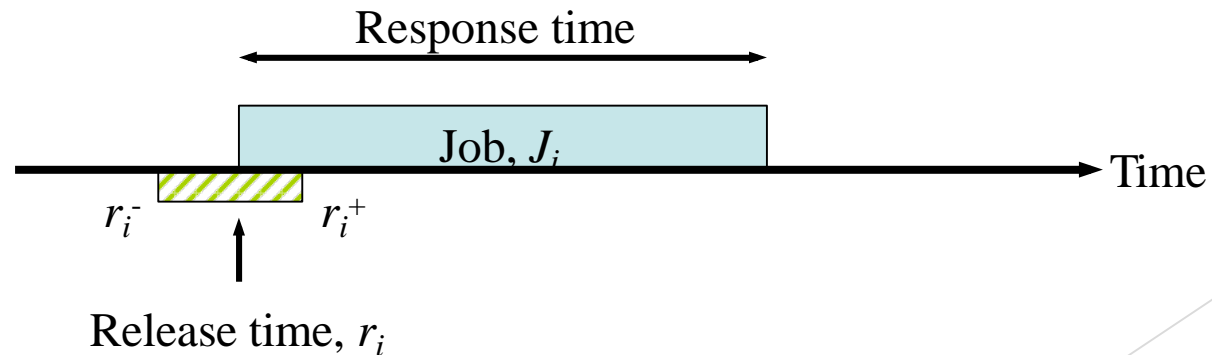 Response time
Job, Jᵢ
Time
rᵢ⁻ rᵢ⁺
Release time, rᵢ